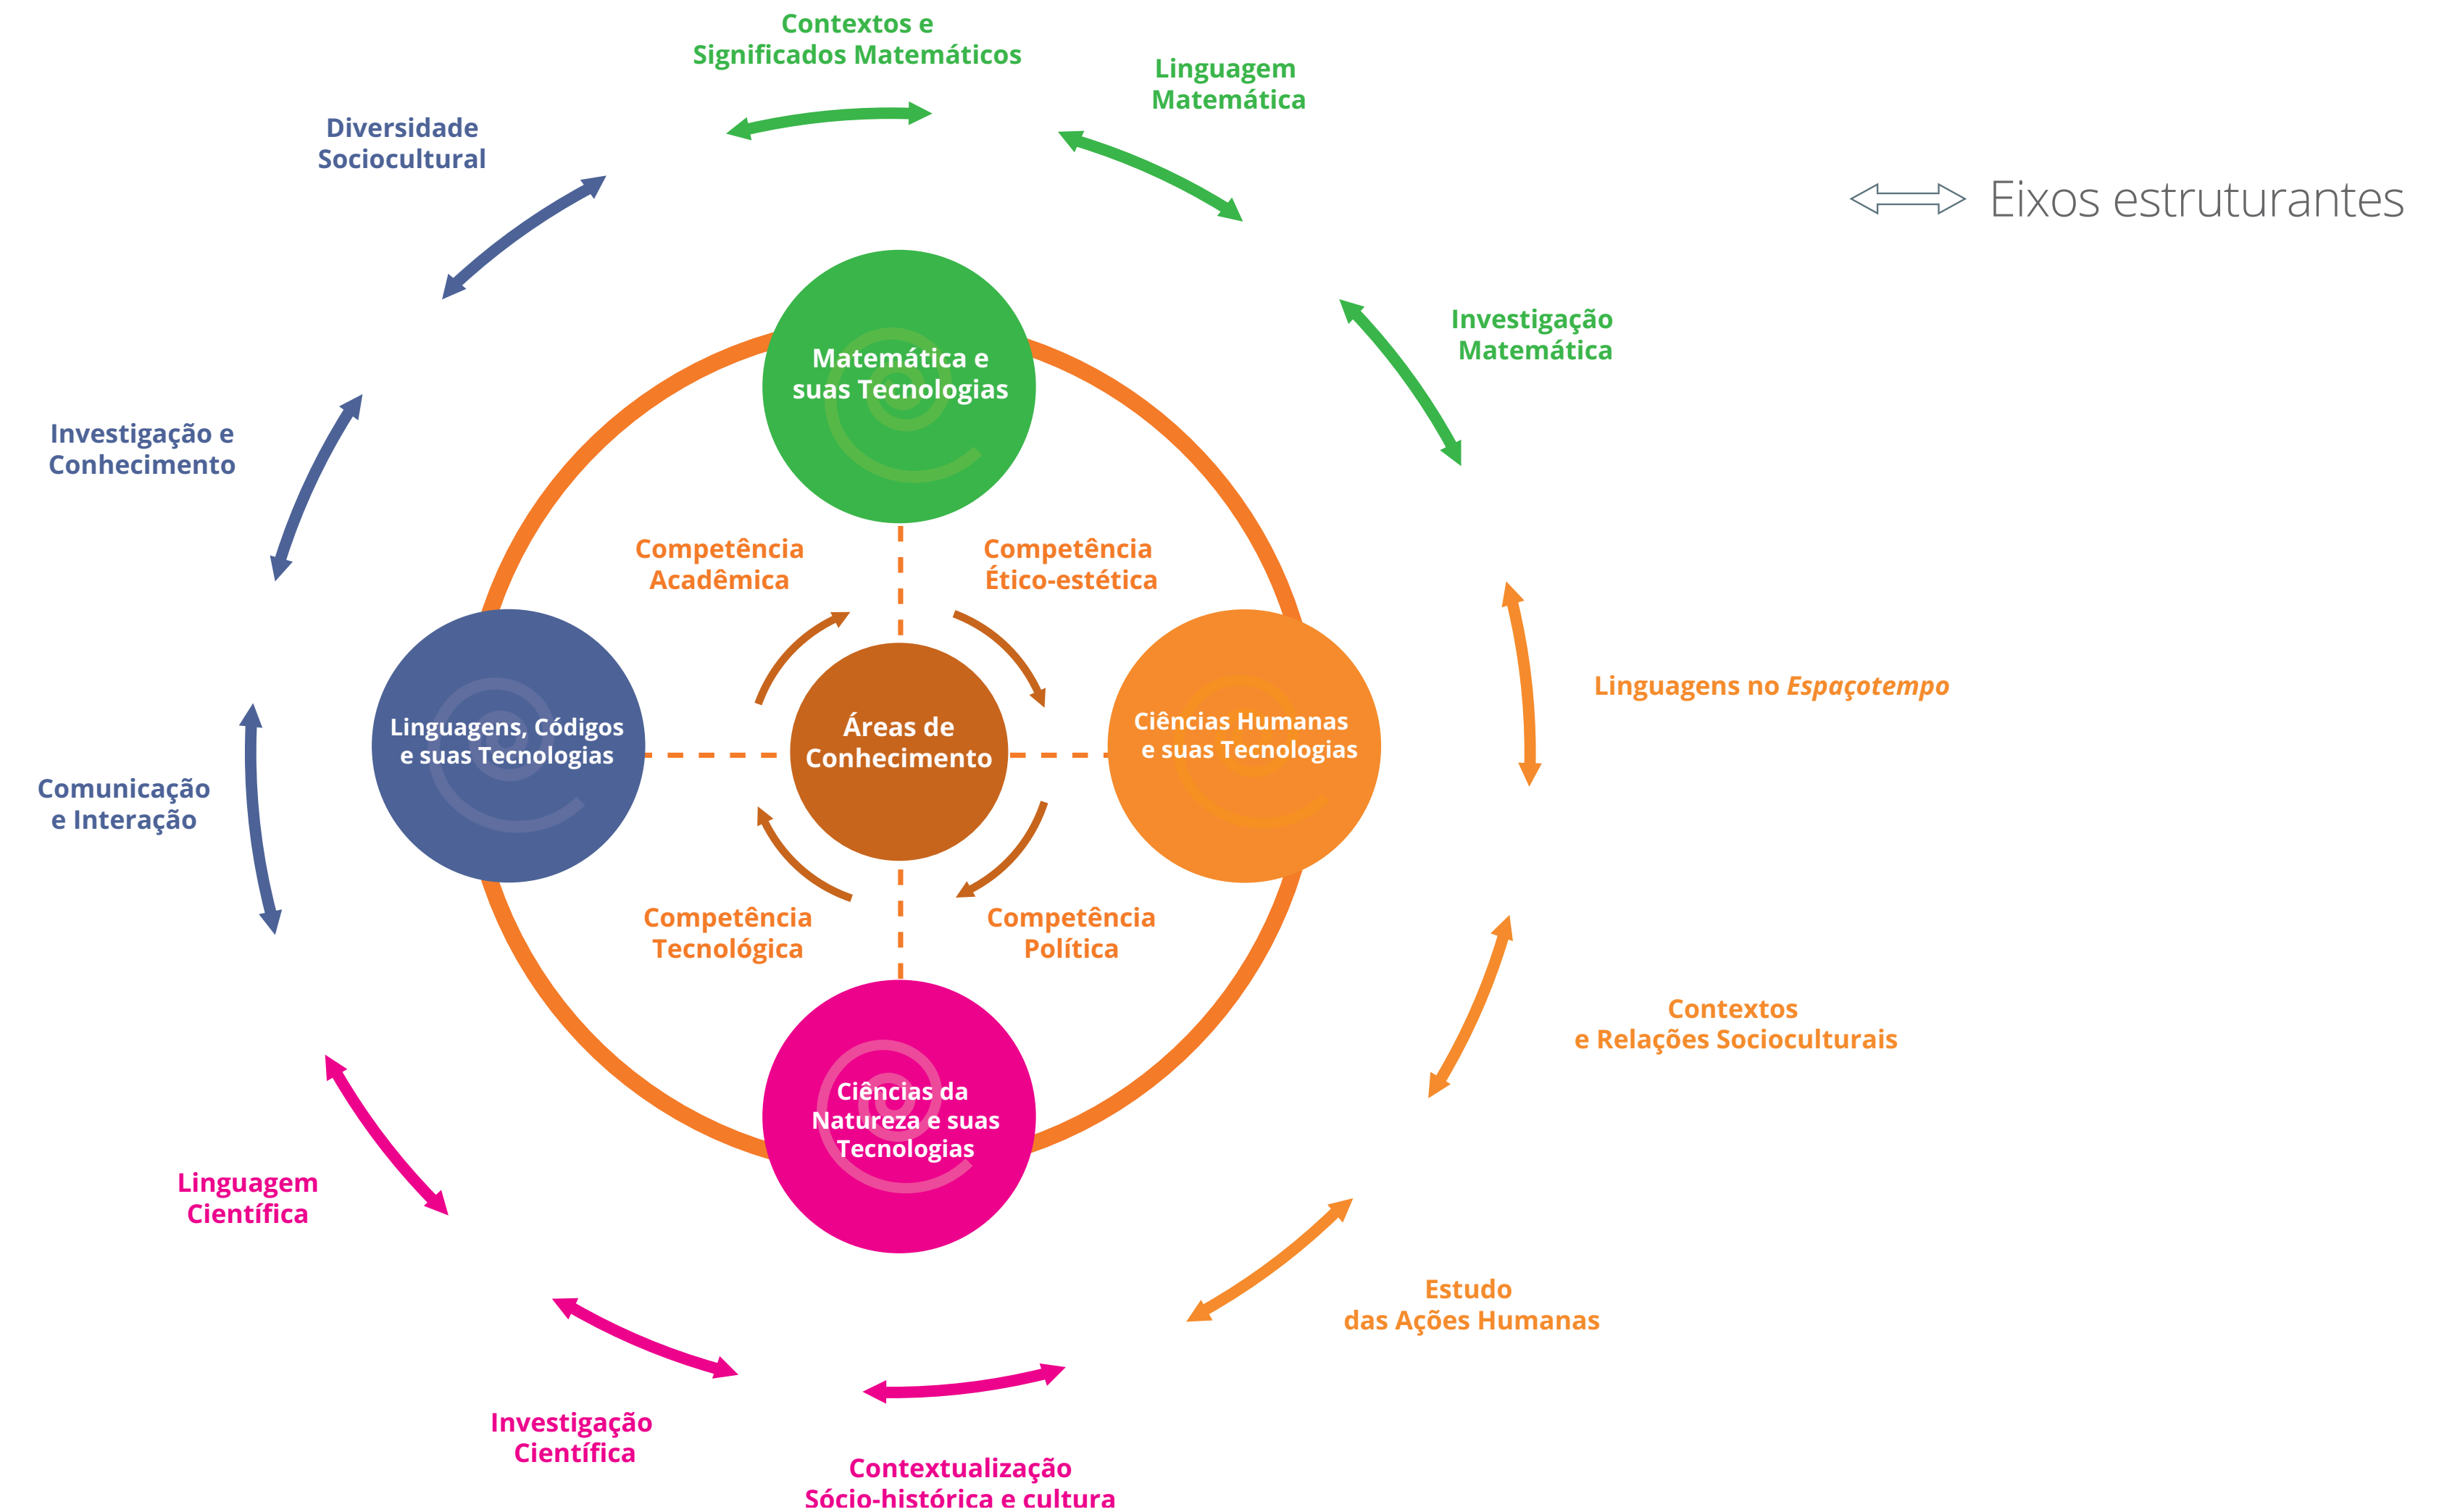 Contextos e
Significados Matemáticos
Linguagem
Matemática
Diversidade
Sociocultural
Eixos estruturantes
Investigação
Matemática
Matemática e
suas Tecnologias
Investigação e
Conhecimento
Competência
Acadêmica
Competência
Ético-estética
Linguagens no Espaçotempo
Linguagens, Códigos
e suas Tecnologias
Áreas de
Conhecimento
Ciências Humanas
e suas Tecnologias
Comunicação
e Interação
Competência
Tecnológica
Competência
Política
Contextos
e Relações Socioculturais
Ciências da
Natureza e suas
Tecnologias
Linguagem
Científica
Estudo
das Ações Humanas
Investigação
Científica
Contextualização
Sócio-histórica e cultura